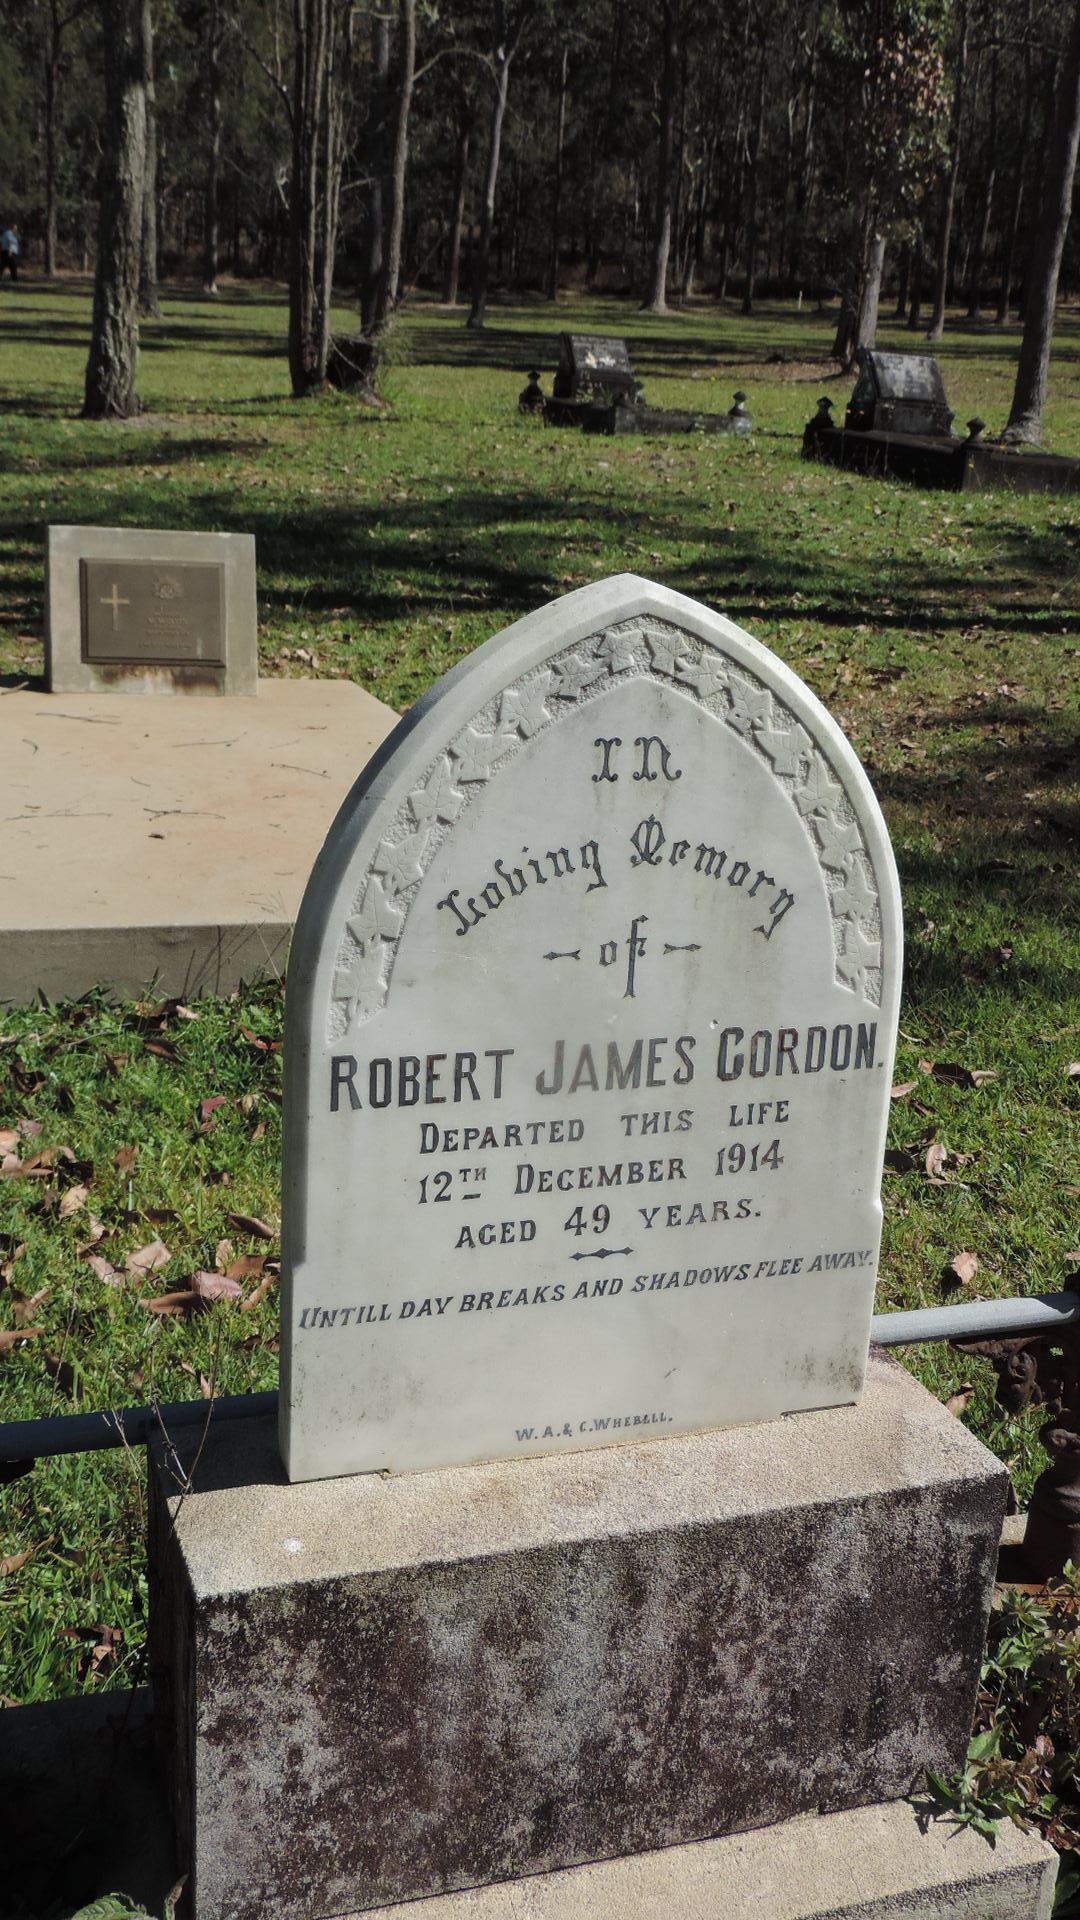 In
Loving Memory
- of -
ROBERT JAMES GORDON.
DEPARTED THIS LIFE
12TH DECEMBER 1914
AGED 49 YEARS.
UNTILL DAY BREAKS AND SHADOWS FLEE AWAY.
W. A. & C. WHEBELL.